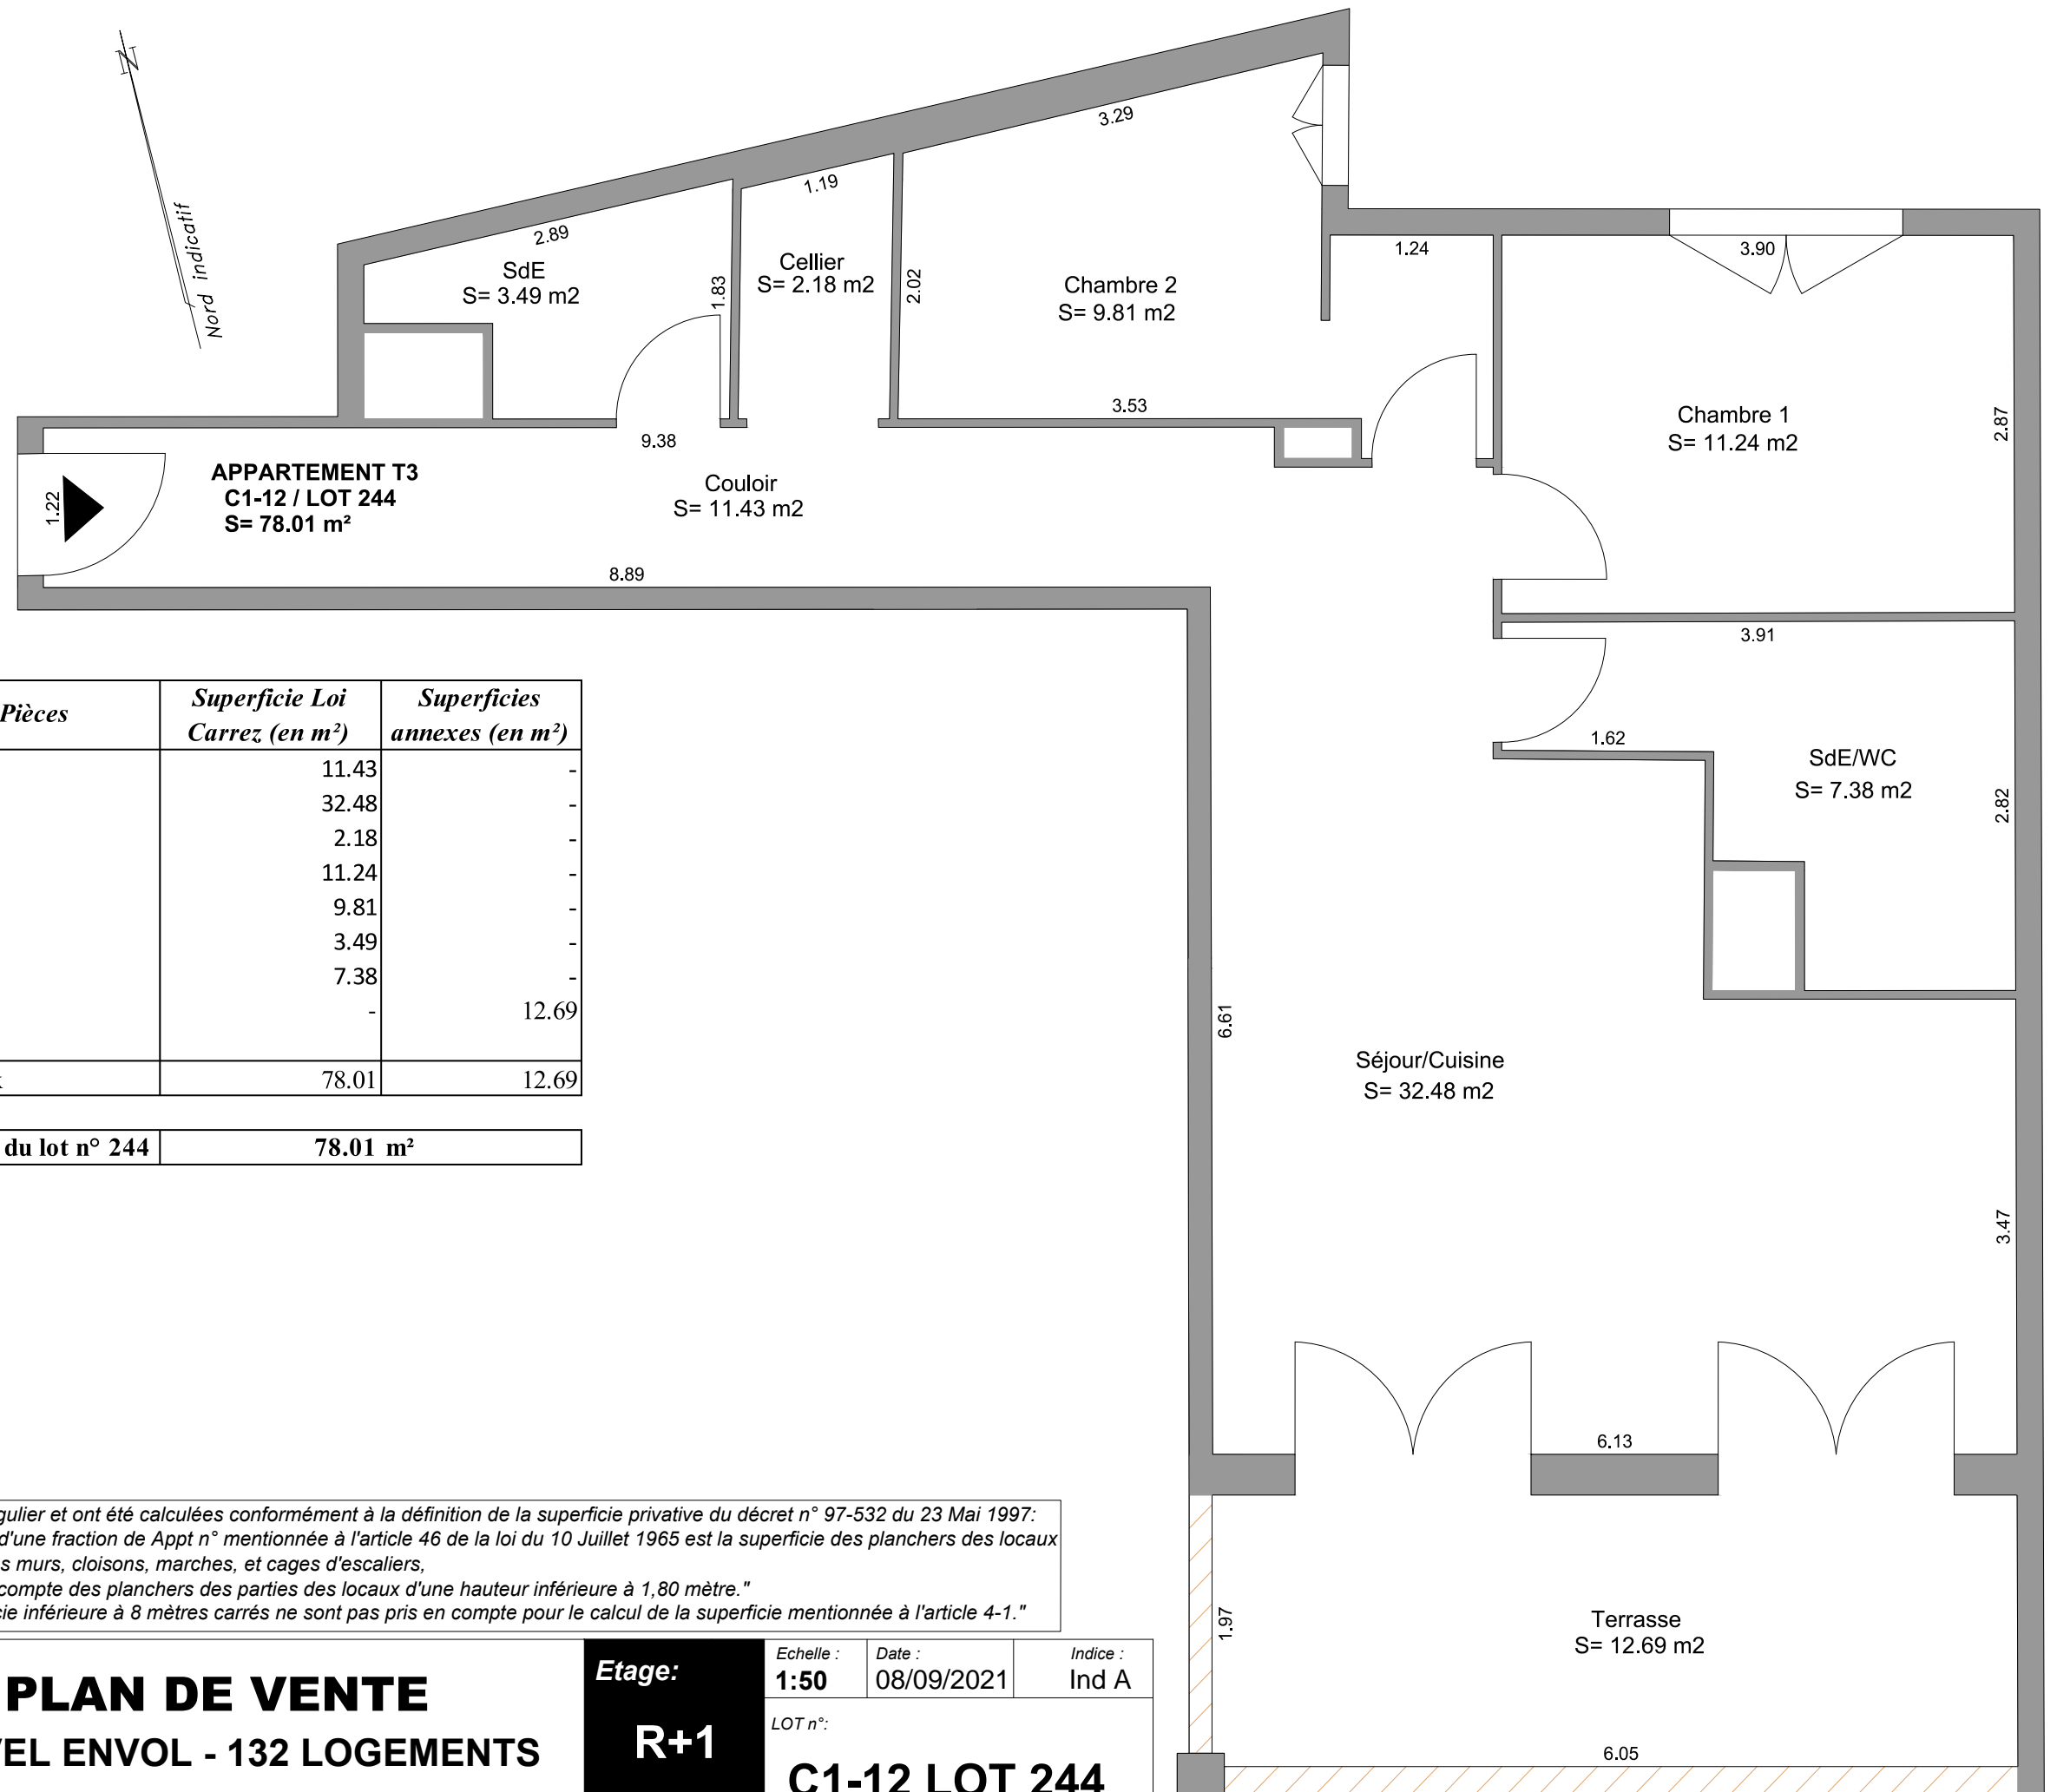 N
Nord indicatif
3.29
1.19
2.89
SdE
S= 3.49 m2
1.83
Cellier
S= 2.18 m2
2.02
Chambre 2
S= 9.81 m2
1.24
3.90
Chambre 1
S= 11.24 m2
2.87
3.53
9.38
1.22
APPARTEMENT T3
C1-12 / LOT 244
S= 78.01 m²
Couloir
S= 11.43 m2
8.89
3.91
1.62
SdE/WC
S= 7.38 m2
2.82
6.61
Séjour/Cuisine
S= 32.48 m2
3.47
6.13
1.97
Terrasse
S= 12.69 m2
6.05
Pièces Superficie Loi Carrez (en m²) Superficies annexes (en m²)
11.43 -
32.48 -
2.18 -
11.24 -
9.81 -
3.49 -
7.38 -
- 12.69
78.01 12.69
du lot n° 244 78.01 m²
gulier et ont été calculées conformément à la définition de la superficie privative du décret n° 97-532 du 23 Mai 1997:
d'une fraction de Appt n° mentionnée à l'article 46 de la loi du 10 Juillet 1965 est la superficie des planchers des locaux
s murs, cloisons, marches, et cages d'escaliers,
compte des planchers des parties des locaux d'une hauteur inférieure à 1,80 mètre."
cie inférieure à 8 mètres carrés ne sont pas pris en compte pour le calcul de la superficie mentionnée à l'article 4-1."
PLAN DE VENTE
VEL ENVOL - 132 LOGEMENTS
Etage:
R+1
Echelle :
1:50
Date :
08/09/2021
Indice :
Ind A
LOT n°:
C1-12 LOT 244